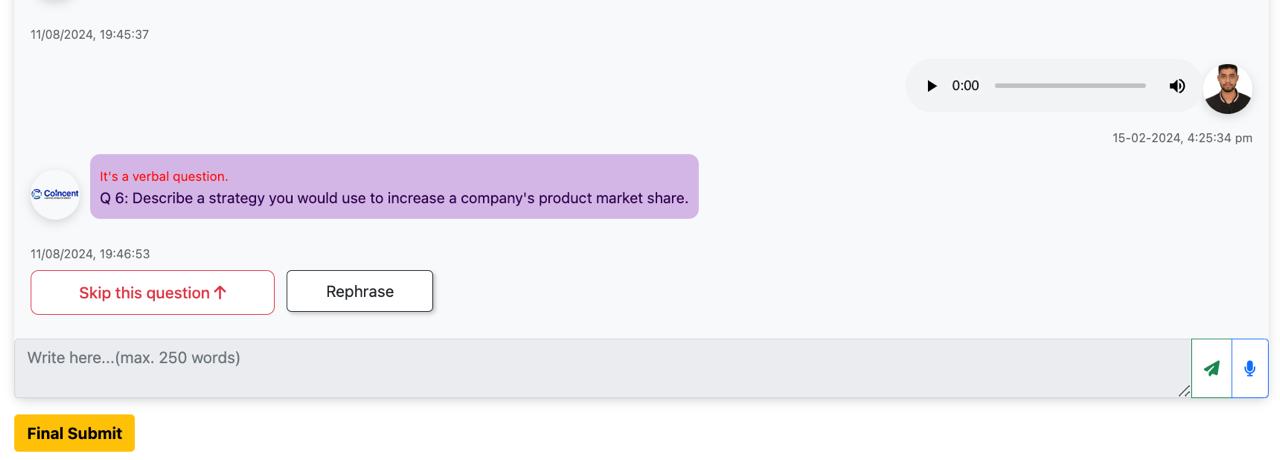 11/08/2024, 19:45:37
0:00
15-02-2024, 4:25:34 pm
Coincent
It's a verbal question.
Q 6: Describe a strategy you would use to increase a company's product market share.
11/08/2024, 19:46:53
Skip this question
Rephrase
Write here...(max. 250 words)
Final Submit